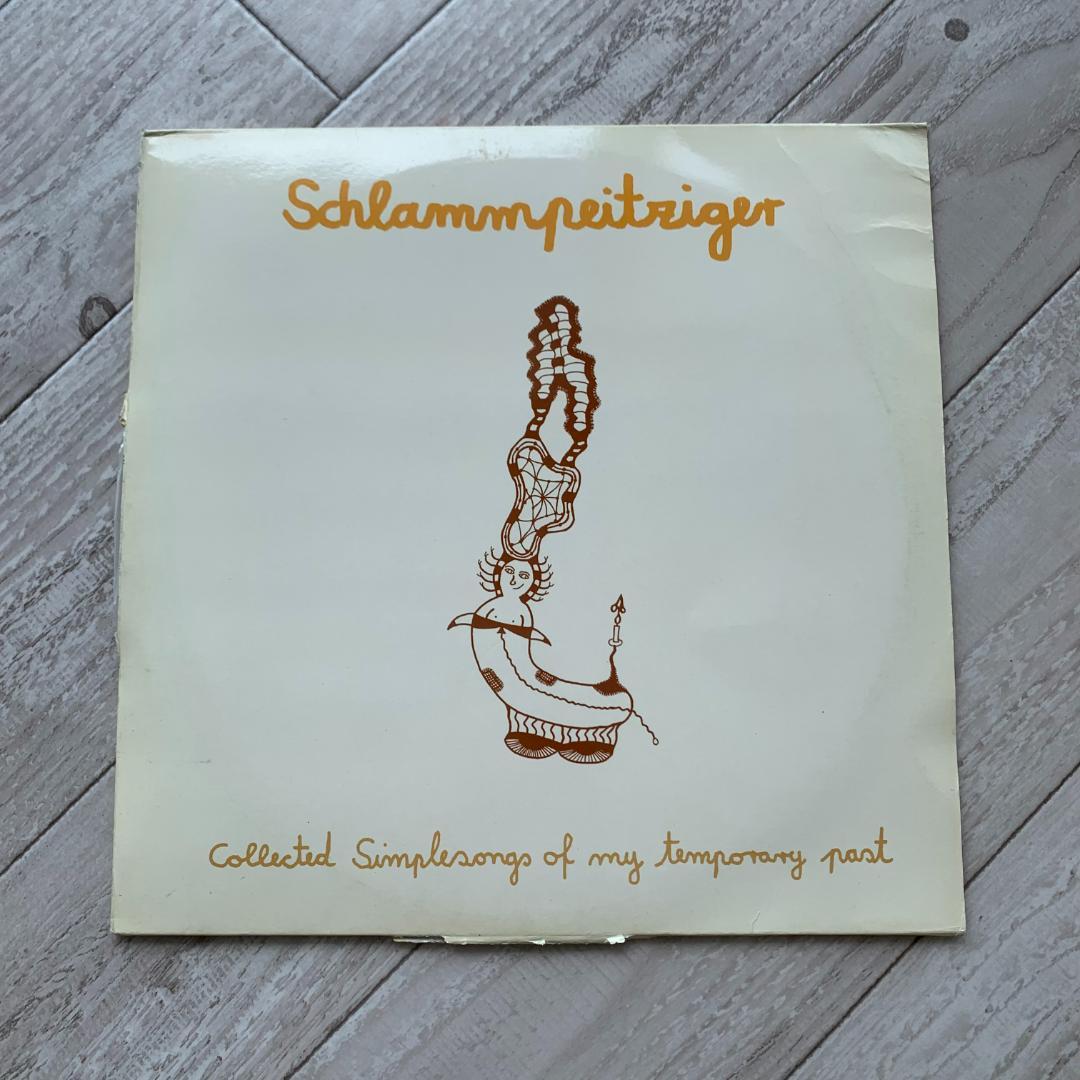 Schlammpeitziger
Collected Simplesongs of my temporary past